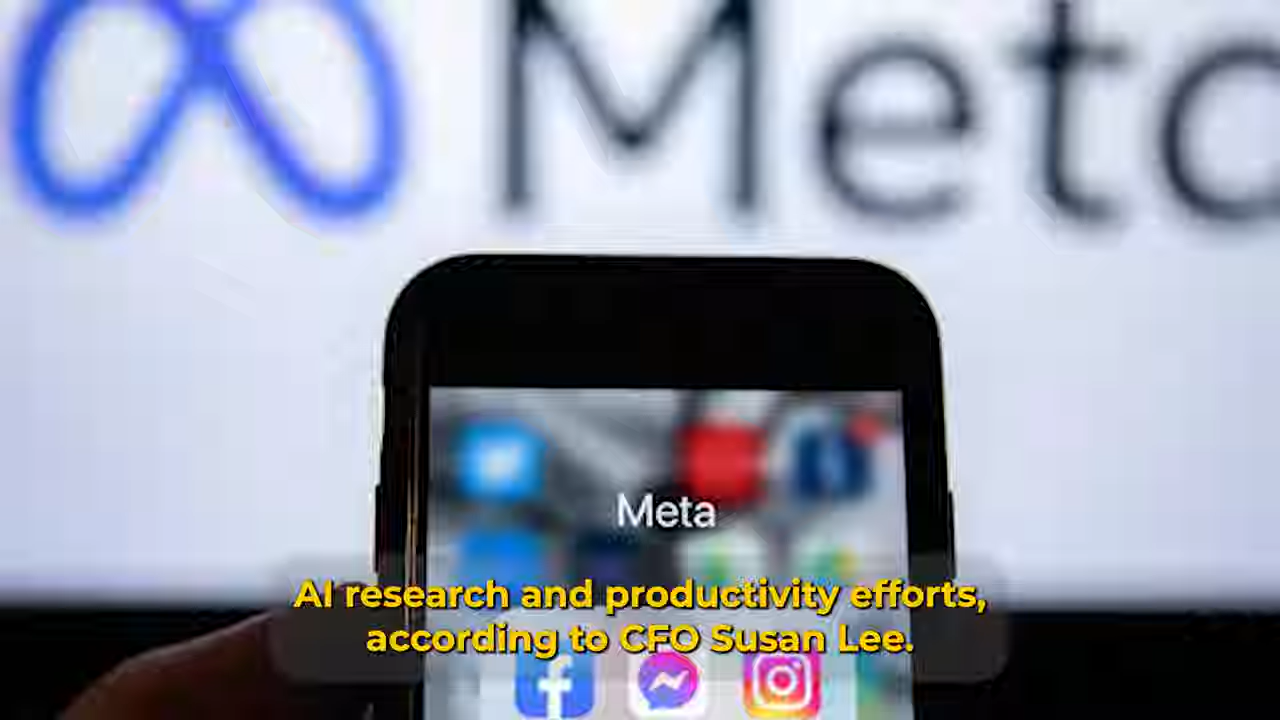 Meta
Meta
AI research and productivity efforts,
according to CFO Susan Lee.